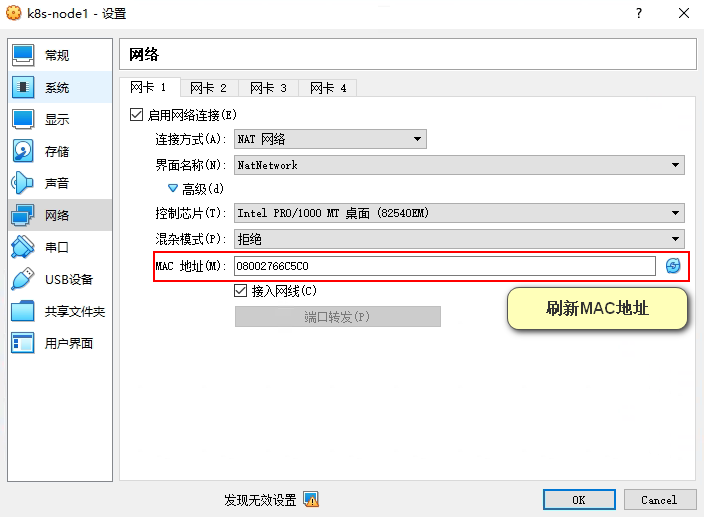 k8s-node1 - 设置
?
常规
系统
显示
存储
声音
网络
串口
USB设备
共享文件夹
用户界面
网络
网卡 1 网卡 2 网卡 3 网卡 4
启用网络连接(E)
连接方式(A): NAT 网络
界面名称(N): NatNetwork
高级(d)
控制芯片(T): Intel PRO/1000 MT 桌面 (82540EM)
混杂模式(P): 拒绝
MAC 地址(M): 08002766C5C0
接入网线(C)
端口转发(P)
刷新MAC地址
发现无效设置
OK Cancel